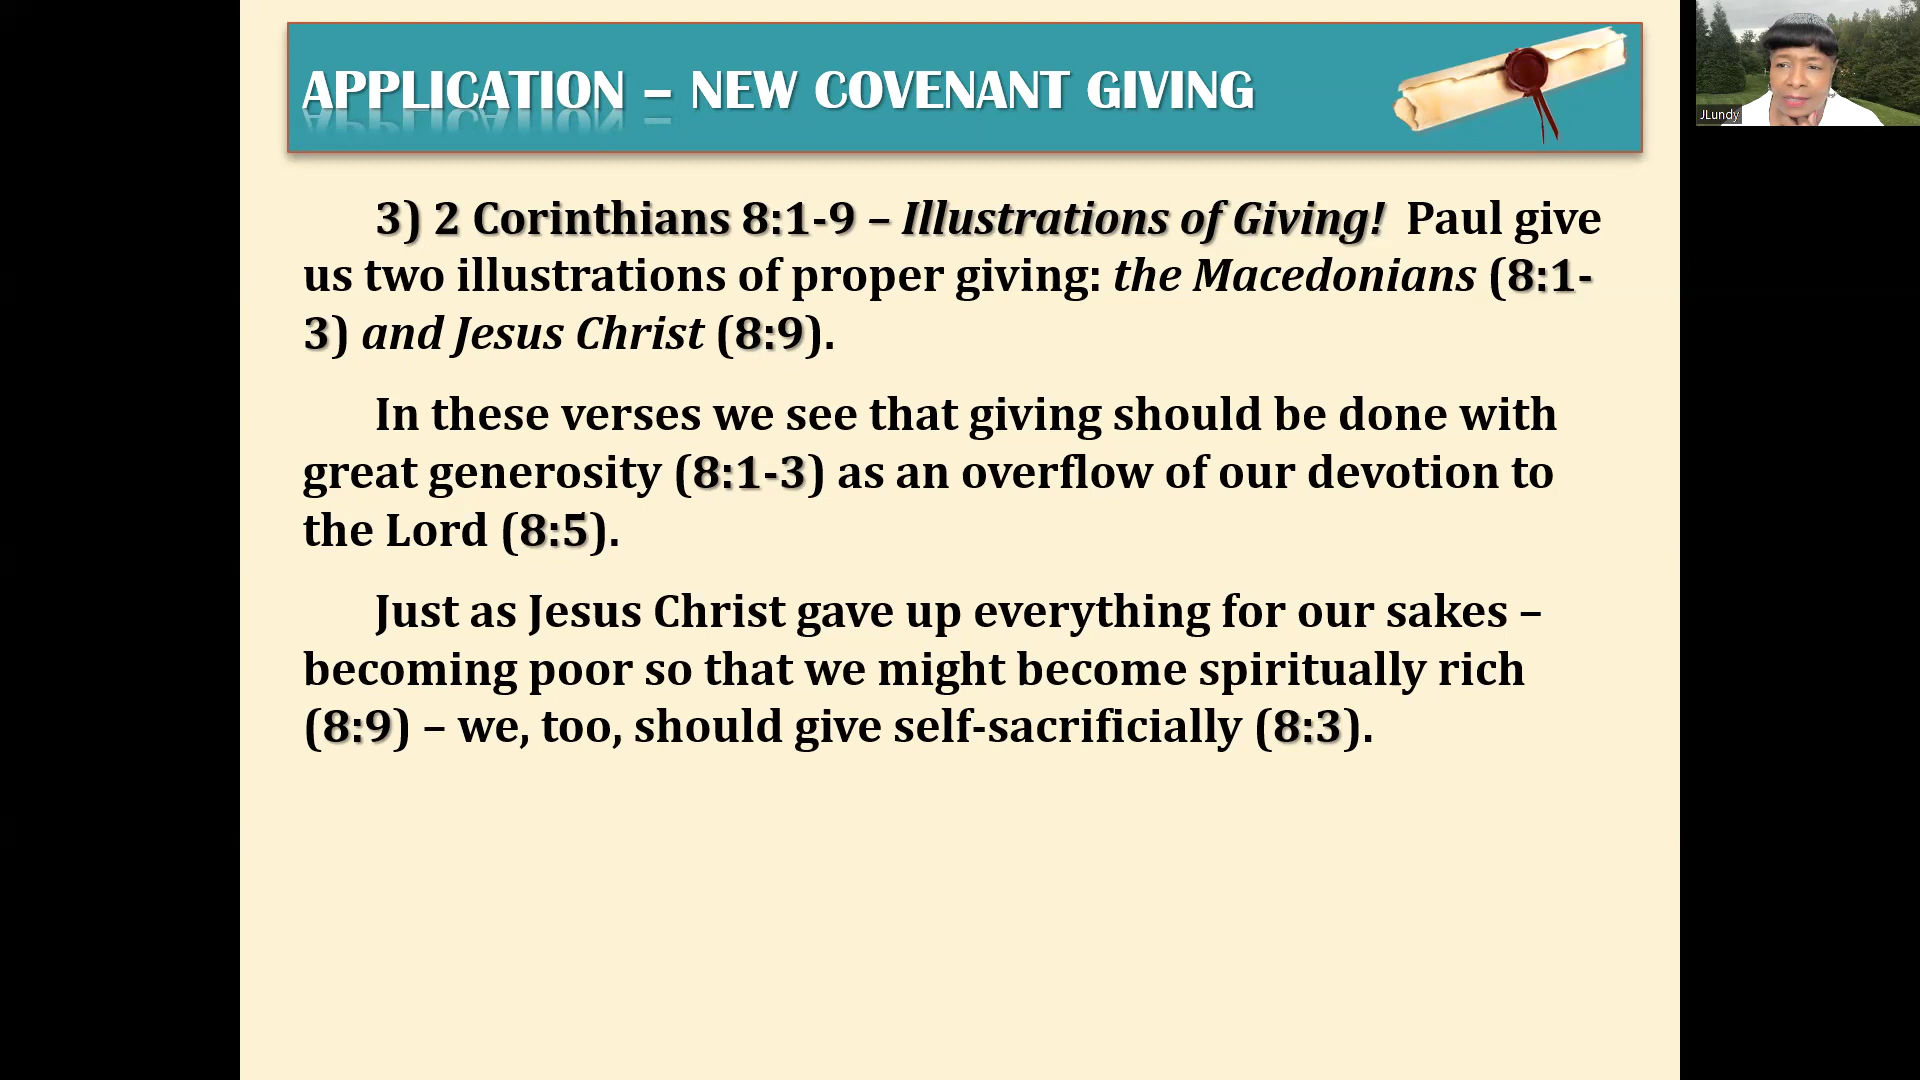 APPLICATION – NEW COVENANT GIVING
JLundy
3) 2 Corinthians 8:1-9 – Illustrations of Giving!  Paul give
us two illustrations of proper giving: the Macedonians (8:1-
3) and Jesus Christ (8:9).
In these verses we see that giving should be done with
great generosity (8:1-3) as an overflow of our devotion to
the Lord (8:5).
Just as Jesus Christ gave up everything for our sakes –
becoming poor so that we might become spiritually rich
(8:9) – we, too, should give self-sacrificially (8:3).